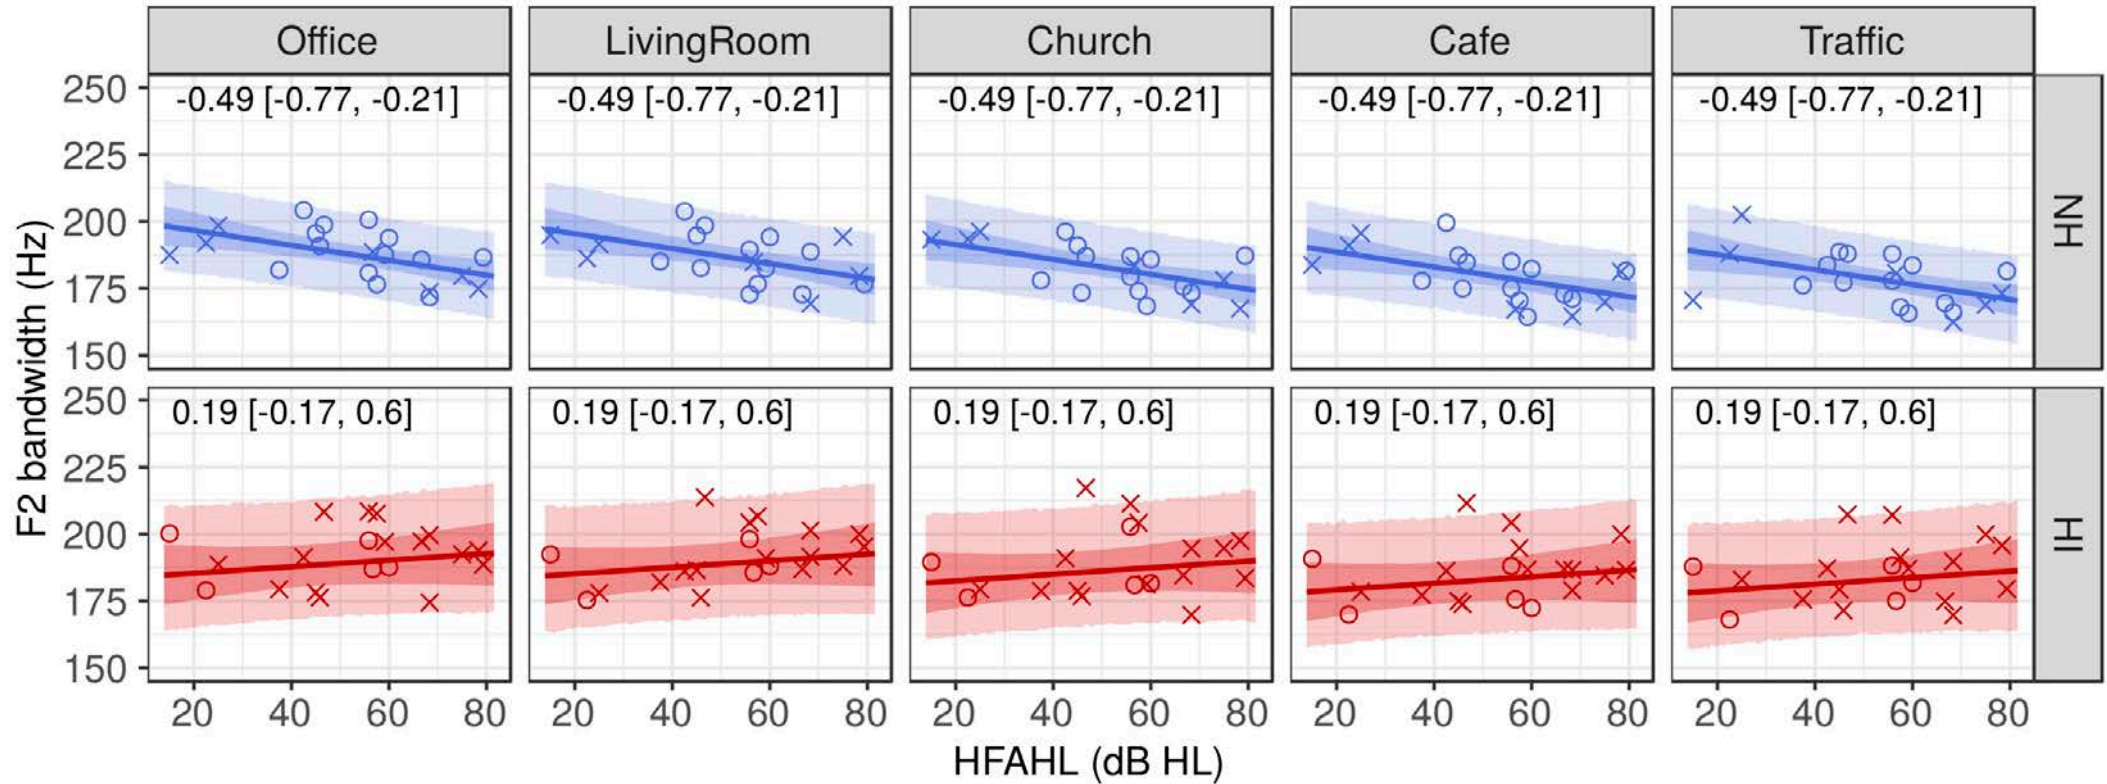 Office LivingRoom Church Cafe Traffic
250 -0.49 [-0.77, -0.21] -0.49 [-0.77, -0.21] -0.49 [-0.77, -0.21] -0.49 [-0.77, -0.21] -0.49 [-0.77, -0.21]
225
200
175
150
NH
250 0.19 [-0.17, 0.6] 0.19 [-0.17, 0.6] 0.19 [-0.17, 0.6] 0.19 [-0.17, 0.6] 0.19 [-0.17, 0.6]
225
200
175
150
HI
F2 bandwidth (Hz)
20 40 60 80 20 40 60 80 20 40 60 80 20 40 60 80 20 40 60 80
HFAHL (dB HL)